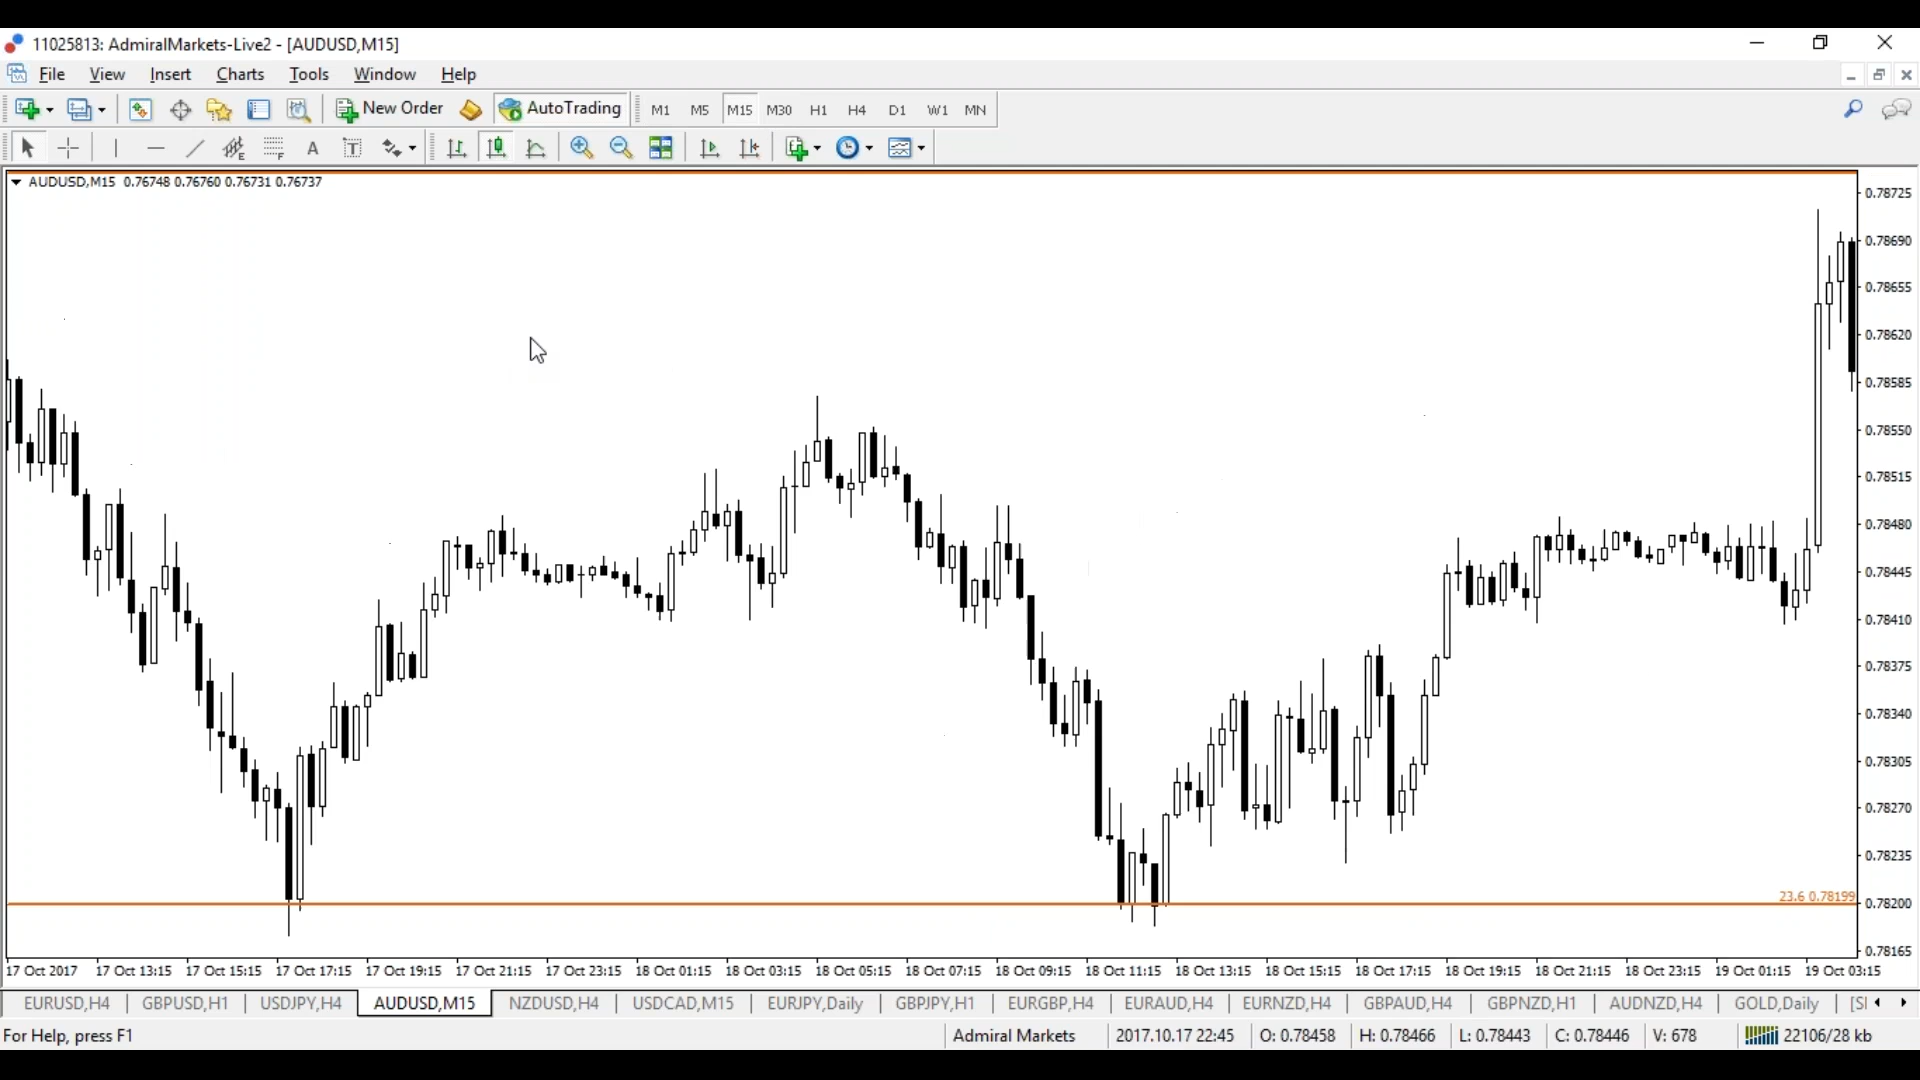 11025813: AdmiralMarkets-Live2 - [AUDUSD,M15]
File View Insert Charts Tools Window Help
New Order AutoTrading M1 M5 M15 M30 H1 H4 D1 W1 MN
E F A T
AUDUSD,M15 0.76748 0.76760 0.76731 0.76737
0.78725
0.78690
0.78655
0.78620
0.78585
0.78550
0.78515
0.78480
0.78445
0.78410
0.78375
0.78340
0.78305
0.78270
0.78235
23.6 0.78199
0.78200
0.78165
17 Oct 2017 17 Oct 13:15 17 Oct 15:15 17 Oct 17:15 17 Oct 19:15 17 Oct 21:15 17 Oct 23:15 18 Oct 01:15 18 Oct 03:15 18 Oct 05:15 18 Oct 07:15 18 Oct 09:15 18 Oct 11:15 18 Oct 13:15 18 Oct 15:15 18 Oct 17:15 18 Oct 19:15 18 Oct 21:15 18 Oct 23:15 19 Oct 01:15 19 Oct 03:15
EURUSD,H4 GBPUSD,H1 USDJPY,H4 AUDUSD,M15 NZDUSD,H4 USDCAD,M15 EURJPY,Daily GBPJPY,H1 EURGBP,H4 EURAUD,H4 EURNZD,H4 GBPAUD,H4 GBPNZD,H1 AUDNZD,H4 GOLD,Daily
For Help, press F1 Admiral Markets 2017.10.17 22:45 O: 0.78458 H: 0.78466 L: 0.78443 C: 0.78446 V: 678 22106/28 kb